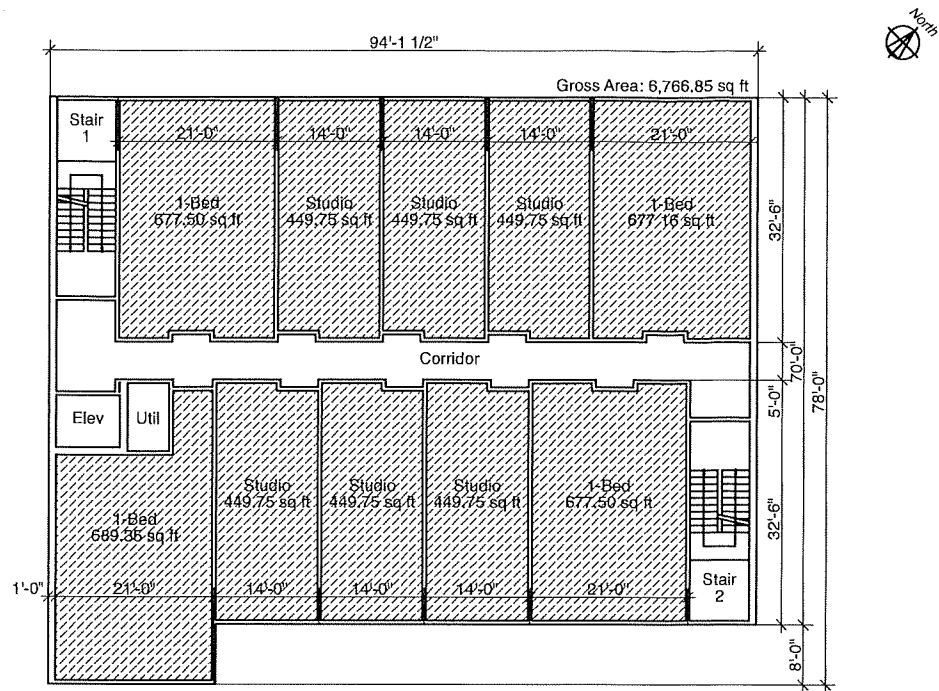 North
94'-1 1/2"
Gross Area: 6,766.85 sq ft
Stair
1
21'-0"
14'-0"
14'-0"
14'-0"
21'-0"
1-Bed
677.50 sq ft
Studio
449.75 sq ft
Studio
449.75 sq ft
Studio
449.75 sq ft
1-Bed
677.16 sq ft
32'-6"
Corridor
70'-0"
78'-0"
5'-0"
Elev
Util
Studio
449.75 sq ft
Studio
449.75 sq ft
Studio
449.75 sq ft
1-Bed
677.50 sq ft
1-Bed
689.35 sq ft
32'-6"
1'-0"
21'-0"
14'-0"
14'-0"
14'-0"
21'-0"
Stair
2
8'-0"